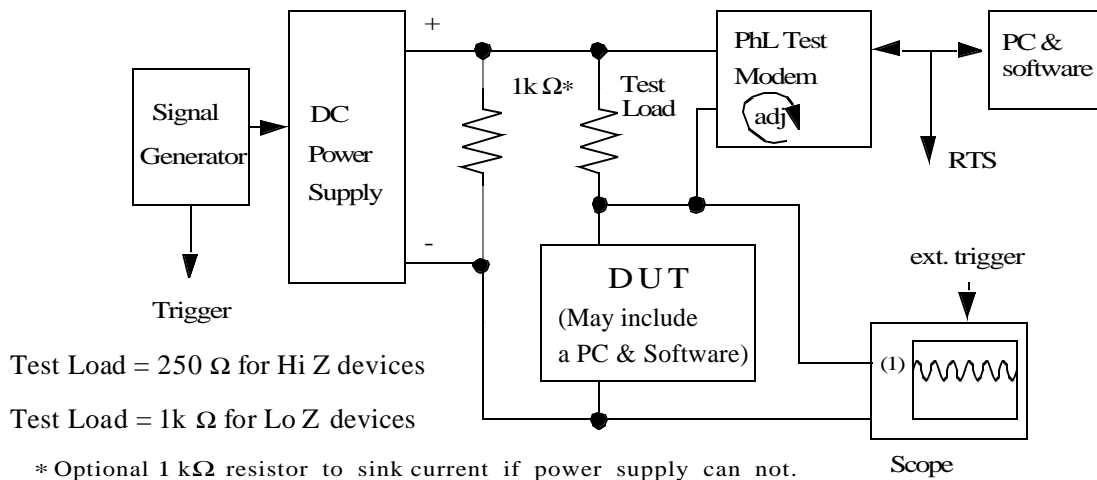 Signal
Generator
Trigger
DC
Power
Supply
+
-
1k Ω*
Test
Load
PhL Test
Modem
adj
PC &
software
RTS
DUT
(May include
a PC & Software)
ext. trigger
(1)
Scope
Test Load = 250 Ω for Hi Z devices
Test Load = 1k Ω for Lo Z devices
* Optional 1 kΩ resistor to sink current if power supply can not.